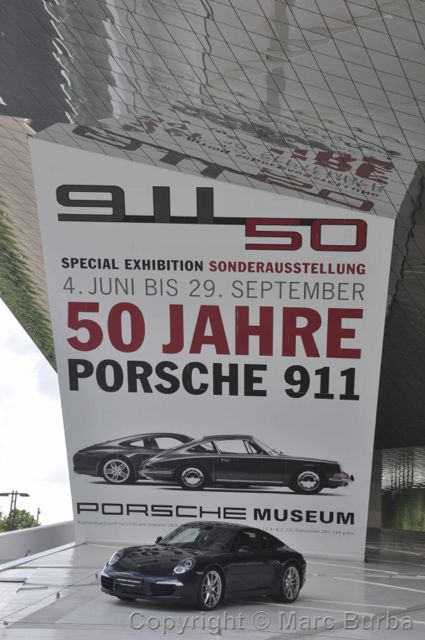 911
50
SPECIAL EXHIBITION SONDERAUSSTELLUNG
4. JUNI BIS 29. SEPTEMBER
50 JAHRE
PORSCHE 911
PORSCHE MUSEUM
Copyright © Marc Burba